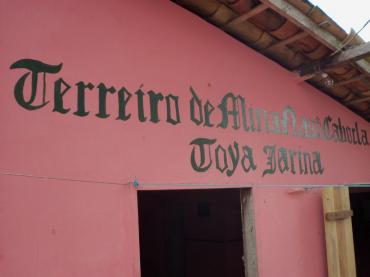 Terreiro de Mina Nagô Cabocla
Toya Jarina